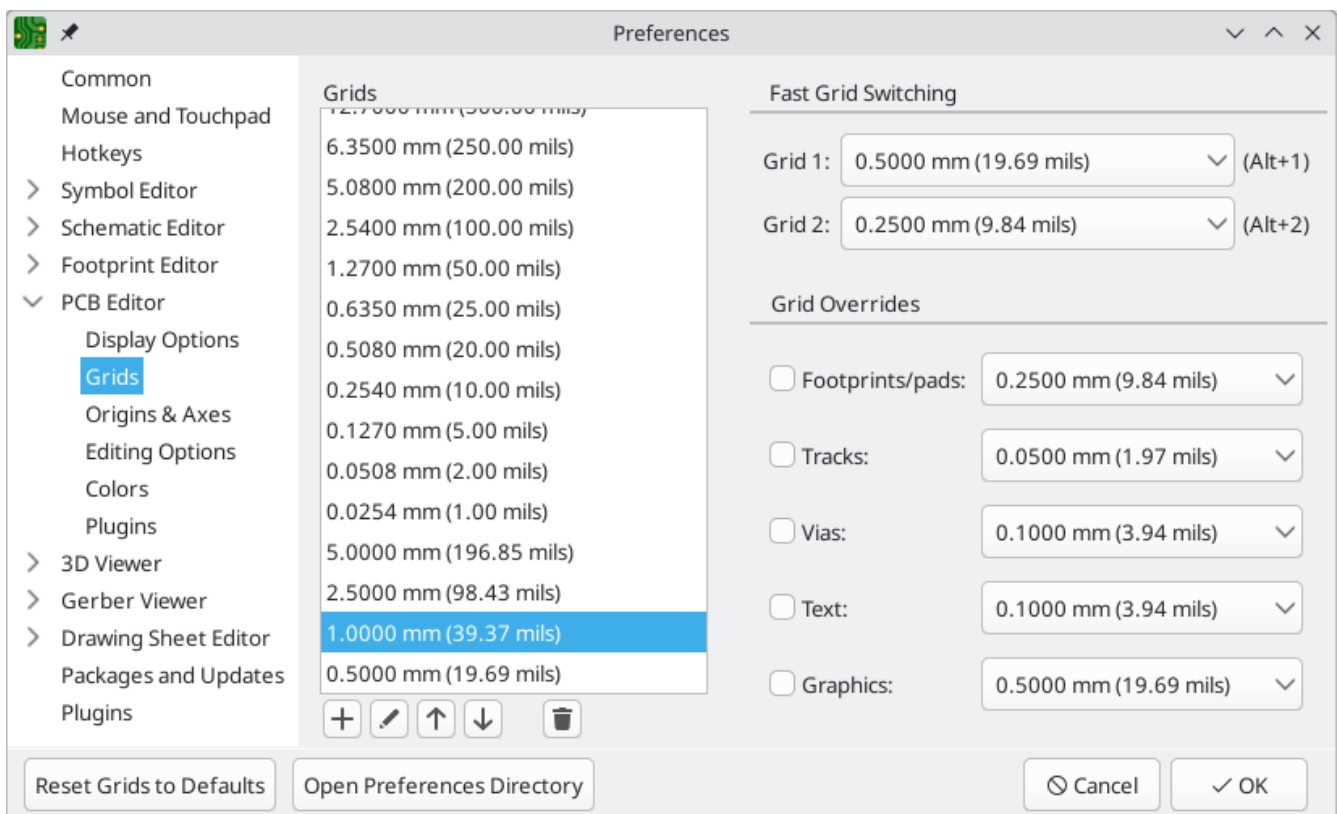 Preferences
Common
Mouse and Touchpad
Hotkeys
Symbol Editor
Schematic Editor
Footprint Editor
PCB Editor
Display Options
Grids
Origins & Axes
Editing Options
Colors
Plugins
3D Viewer
Gerber Viewer
Drawing Sheet Editor
Packages and Updates
Plugins
Grids
12.7000 mm (500.00 mils)
6.3500 mm (250.00 mils)
5.0800 mm (200.00 mils)
2.5400 mm (100.00 mils)
1.2700 mm (50.00 mils)
0.6350 mm (25.00 mils)
0.5080 mm (20.00 mils)
0.2540 mm (10.00 mils)
0.1270 mm (5.00 mils)
0.0508 mm (2.00 mils)
0.0254 mm (1.00 mils)
5.0000 mm (196.85 mils)
2.5000 mm (98.43 mils)
1.0000 mm (39.37 mils)
0.5000 mm (19.69 mils)
Fast Grid Switching
Grid 1: 0.5000 mm (19.69 mils) (Alt+1)
Grid 2: 0.2500 mm (9.84 mils) (Alt+2)
Grid Overrides
Footprints/pads: 0.2500 mm (9.84 mils)
Tracks: 0.0500 mm (1.97 mils)
Vias: 0.1000 mm (3.94 mils)
Text: 0.1000 mm (3.94 mils)
Graphics: 0.5000 mm (19.69 mils)
Reset Grids to Defaults
Open Preferences Directory
Cancel
OK